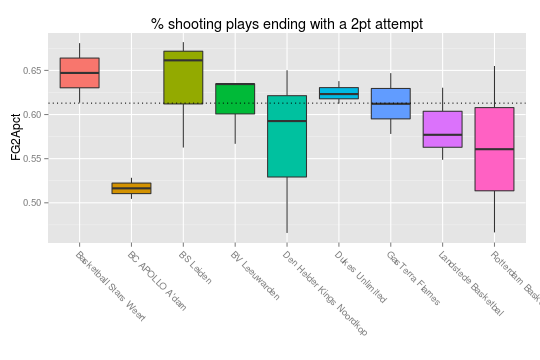 % shooting plays ending with a 2pt attempt
FG2Apct
0.65
0.60
0.55
0.50
Basketball Stars Weert
BC APOLLO A'dam
BS Leiden
BV Leeuwarden
Den Helder Kings Noordkop
Dukes Unlimited
GasTerra Flames
Landstede Basketbal
Rotterdam Bask